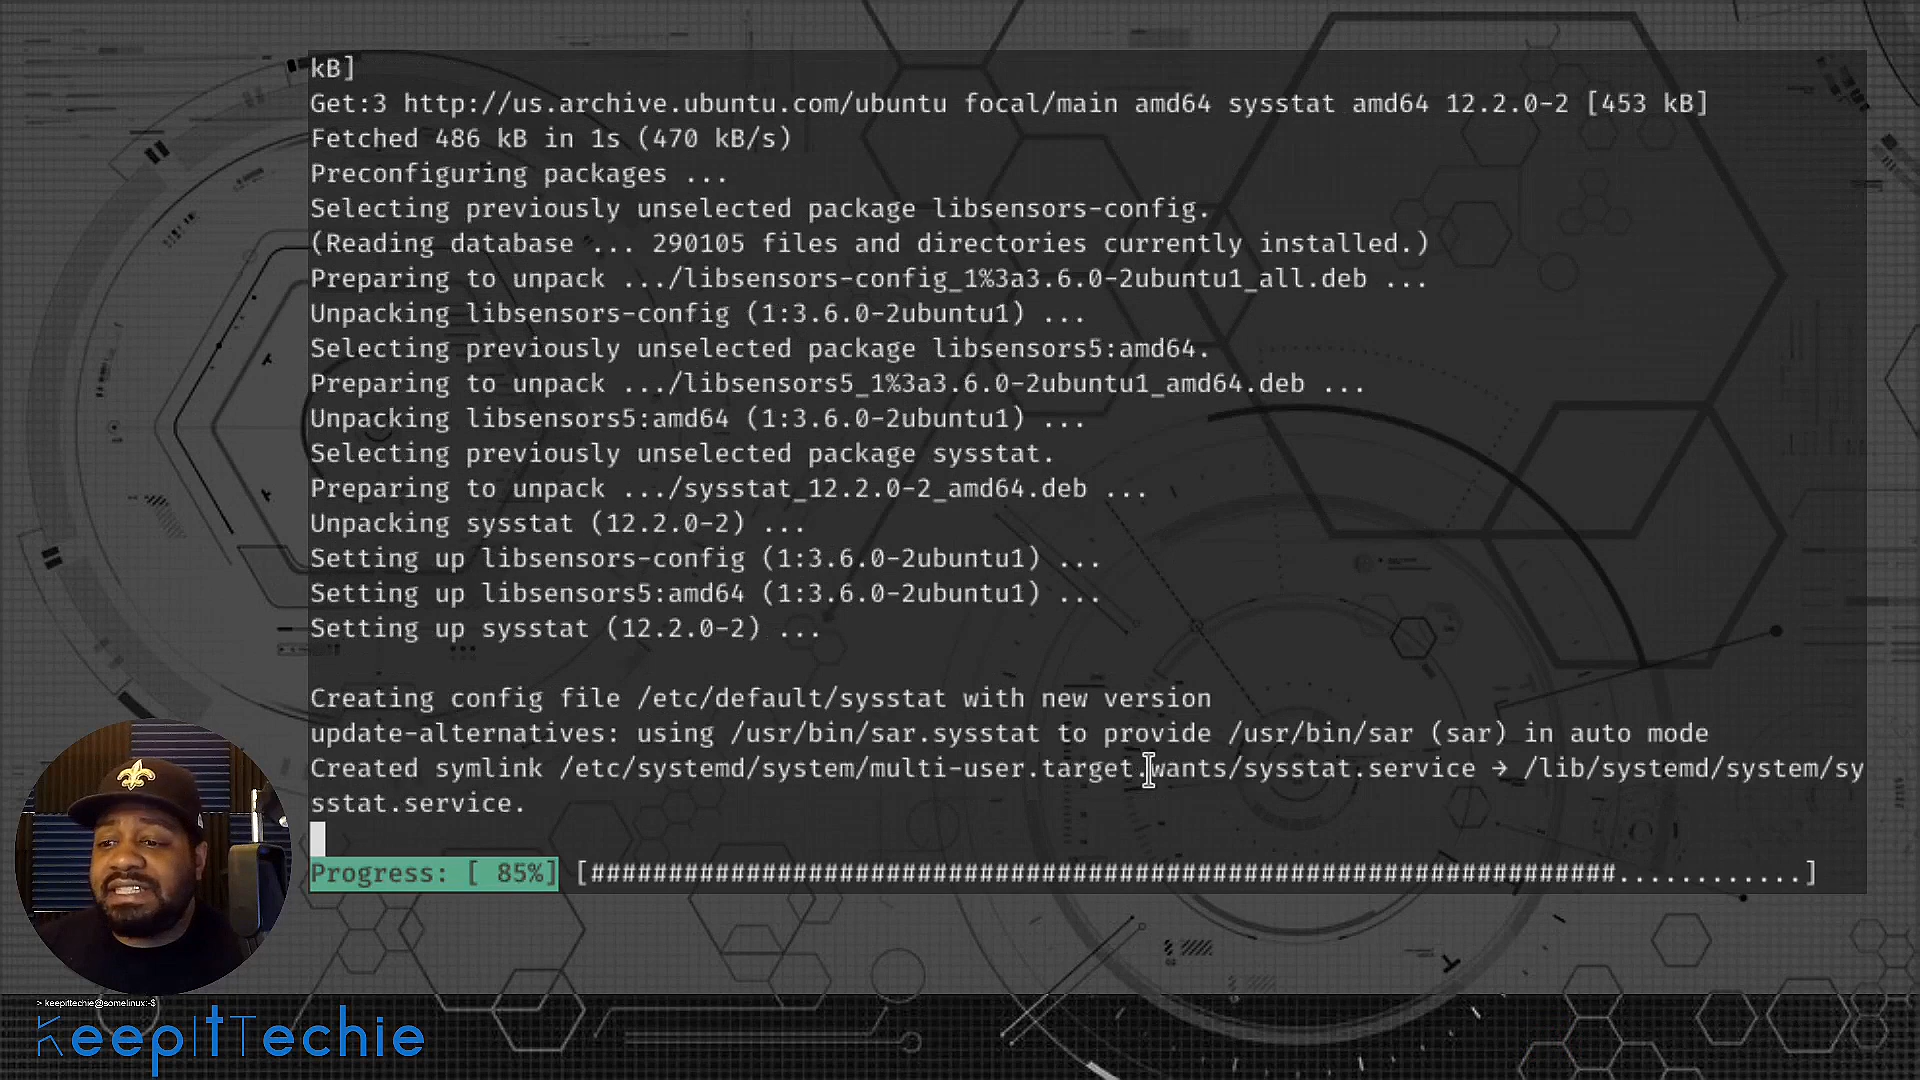 kB]
Get:3 http://us.archive.ubuntu.com/ubuntu focal/main amd64 sysstat amd64 12.2.0-2 [453 kB]
Fetched 486 kB in 1s (470 kB/s)
Preconfiguring packages ...
Selecting previously unselected package libsensors-config.
(Reading database ... 290105 files and directories currently installed.)
Preparing to unpack .../libsensors-config_1%3a3.6.0-2ubuntu1_all.deb ...
Unpacking libsensors-config (1:3.6.0-2ubuntu1) ...
Selecting previously unselected package libsensors5:amd64.
Preparing to unpack .../libsensors5_1%3a3.6.0-2ubuntu1_amd64.deb ...
Unpacking libsensors5:amd64 (1:3.6.0-2ubuntu1) ...
Selecting previously unselected package sysstat.
Preparing to unpack .../sysstat_12.2.0-2_amd64.deb ...
Unpacking sysstat (12.2.0-2) ...
Setting up libsensors-config (1:3.6.0-2ubuntu1) ...
Setting up libsensors5:amd64 (1:3.6.0-2ubuntu1) ...
Setting up sysstat (12.2.0-2) ...
Creating config file /etc/default/sysstat with new version
update-alternatives: using /usr/bin/sar.sysstat to provide /usr/bin/sar (sar) in auto mode
Created symlink /etc/systemd/system/multi-user.target.wants/sysstat.service → /lib/systemd/system/sy
sstat.service.
Progress: [ 85%] [##################################################################............]
> keepittechie@somelinux:~$
KeepItTechie